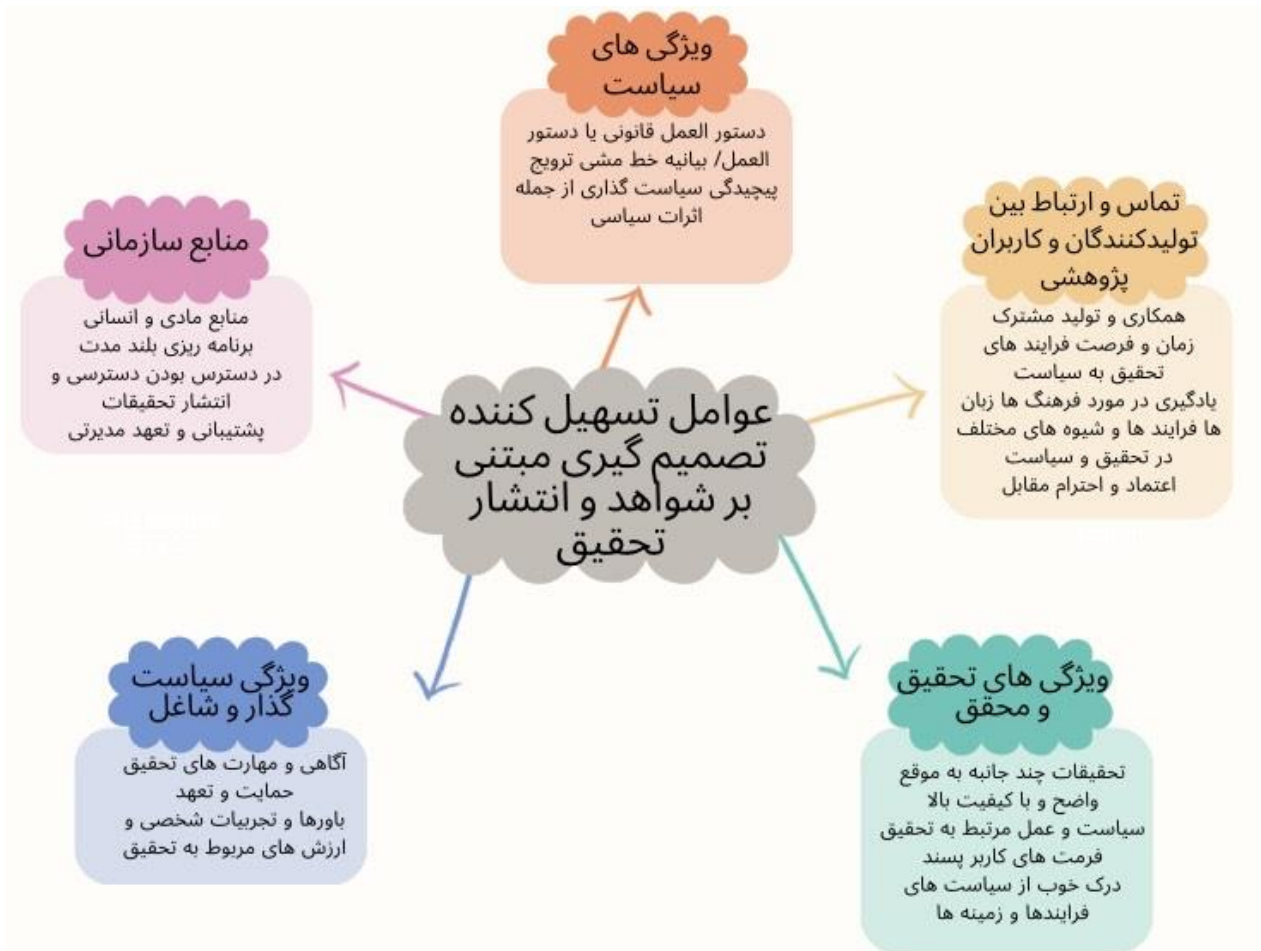 ویژگی های
سیاست
دستور العمل قانونی یا دستور
العمل/ بیانیه خط مشی ترویج
پیچیدگی سیاست گذاری از جمله
اثرات سیاسی
تماس و ارتباط بین
تولیدکنندگان و کاربران
پژوهشی
همکاری و تولید مشترک
زمان و فرصت فرایند های
تحقیق به سیاست
یادگیری در مورد فرهنگ ها زبان
ها فرایند ها و شیوه های مختلف
در تحقیق و سیاست
اعتماد و احترام مقابل
منابع سازمانی
منابع مادی و انسانی
برنامه ریزی بلند مدت
در دسترس بودن دسترسی و
انتشار تحقیقات
پشتیبانی و تعهد مدیرتی
عوامل تسهیل کننده
تصمیم گیری مبتنی
بر شواهد و انتشار
تحقیق
ویژگی های تحقیق
و محقق
تحقیقات چند جانبه به موقع
واضح و با کیفیت بالا
سیاست و عمل مرتبط به تحقیق
فرمت های کاربر پسند
درک خوب از سیاست های
فرایندها و زمینه ها
ویژگی سیاست
گذار و شاغل
آگاهی و مهارت های تحقیق
حمایت و تعهد
باورها و تجربیات شخصی و
ارزش های مربوط به تحقیق